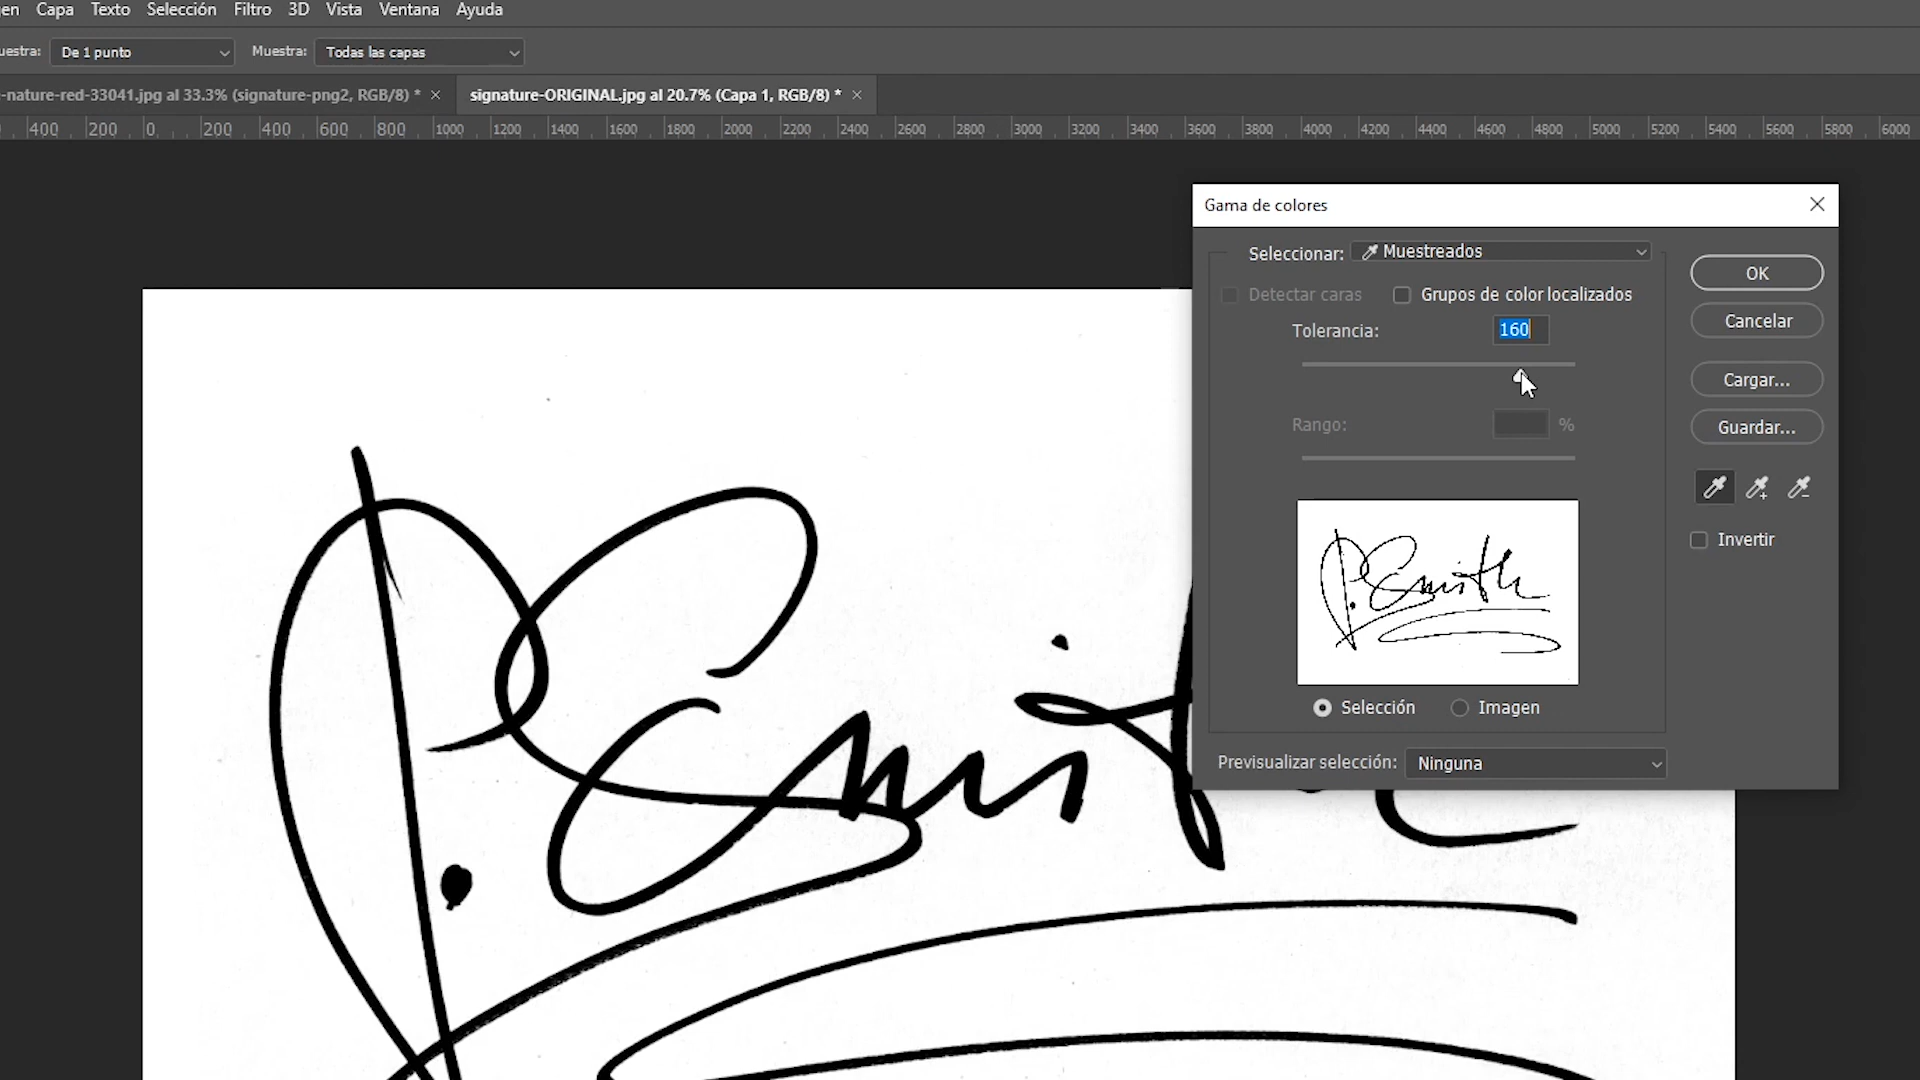 Capa Texto Selección Filtro 3D Vista Ventana Ayuda
De 1 punto Muestra: Todas las capas
-nature-red-33041.jpg al 33.3% (signature-png2, RGB/8) * × signature-ORIGINAL.jpg al 20.7% (Capa 1, RGB/8) * ×
400 200 0 200 400 600 800 1000 1200 1400 1600 1800 2000 2200 2400 2600 2800 3000 3200 3400 3600 3800 4000 4200 4400 4600 4800 5000 5200 5400 5600 5800 6000
Gama de colores
Seleccionar: Muestreados
OK
Detectar caras Grupos de color localizados
Tolerancia: 160
Cancelar
Cargar...
Rango: %
Guardar...
Invertir
P. Smith
Selección Imagen
Previsualizar selección: Ninguna
P. Smith